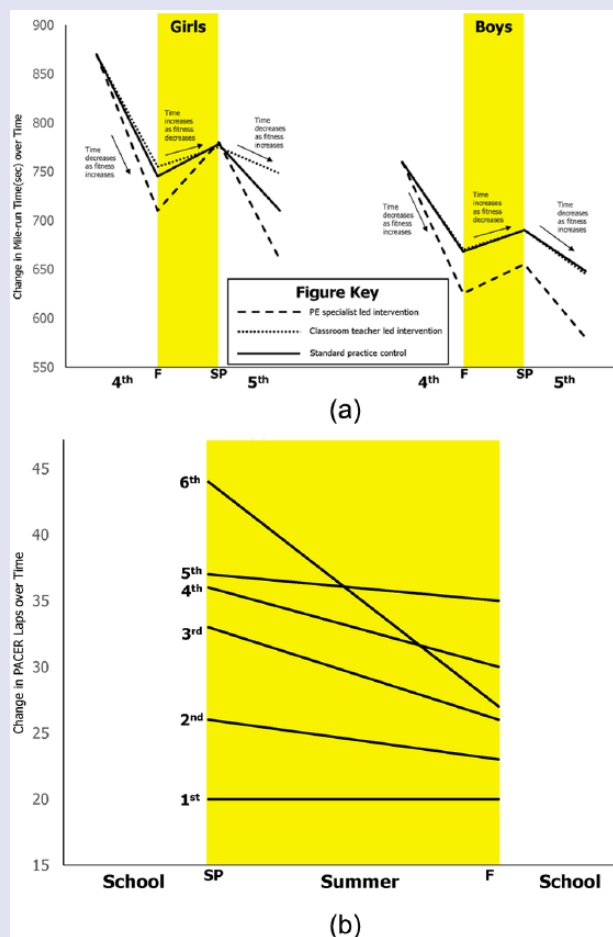 900
850
800
750
700
650
600
550
Change in Mile-run Time(sec) over Time
Girls
Boys
Time
decreases
as fitness
increases
Time
increases
as fitness
decreases
Time
decreases as
fitness
increases
Time
decreases
as fitness
increases
Time
increases
as fitness
decreases
Time
decreases as
fitness
increases
Figure Key
PE specialist led intervention
Classroom teacher led intervention
Standard practice control
4th F SP 5th
4th F SP 5th
(a)
45
40
35
30
25
20
15
Change in PACER Laps over Time
6th
5th
4th
3rd
2nd
1st
School SP Summer F School
(b)